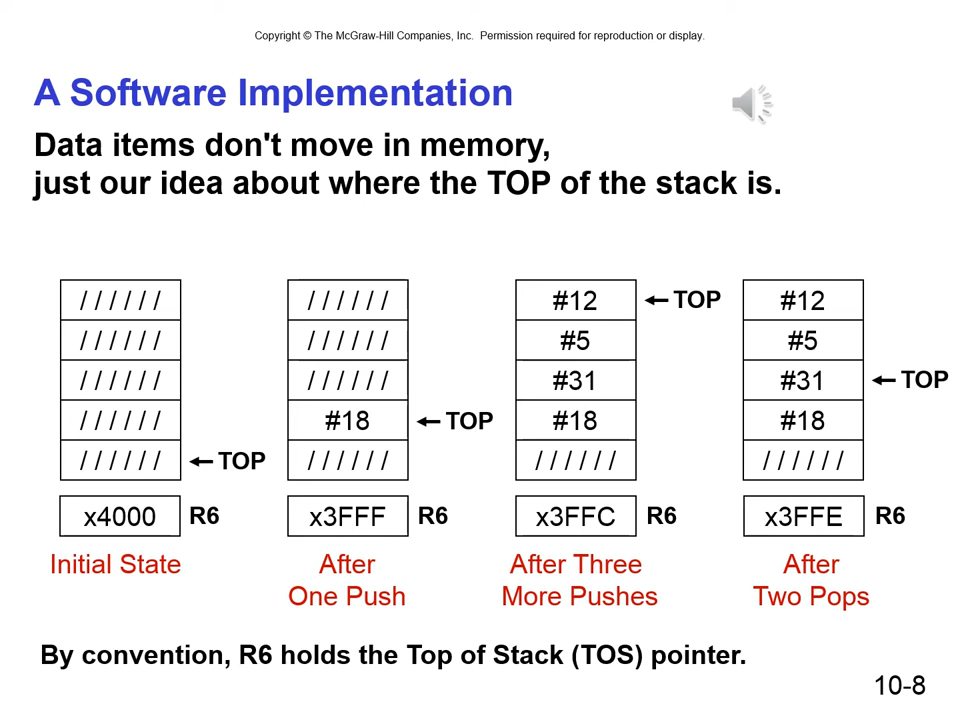 Copyright © The McGraw-Hill Companies, Inc. Permission required for reproduction or display.
A Software Implementation
Data items don't move in memory,
just our idea about where the TOP of the stack is.
/ / / / / /
/ / / / / /
/ / / / / /
/ / / / / /
/ / / / / / TOP
x4000 R6
Initial State
/ / / / / /
/ / / / / /
/ / / / / /
#18 TOP
/ / / / / /
x3FFF R6
After
One Push
#12 TOP
#5
#31
#18
/ / / / / /
x3FFC R6
After Three
More Pushes
#12
#5
#31 TOP
#18
/ / / / / /
x3FFE R6
After
Two Pops
By convention, R6 holds the Top of Stack (TOS) pointer.
10-8